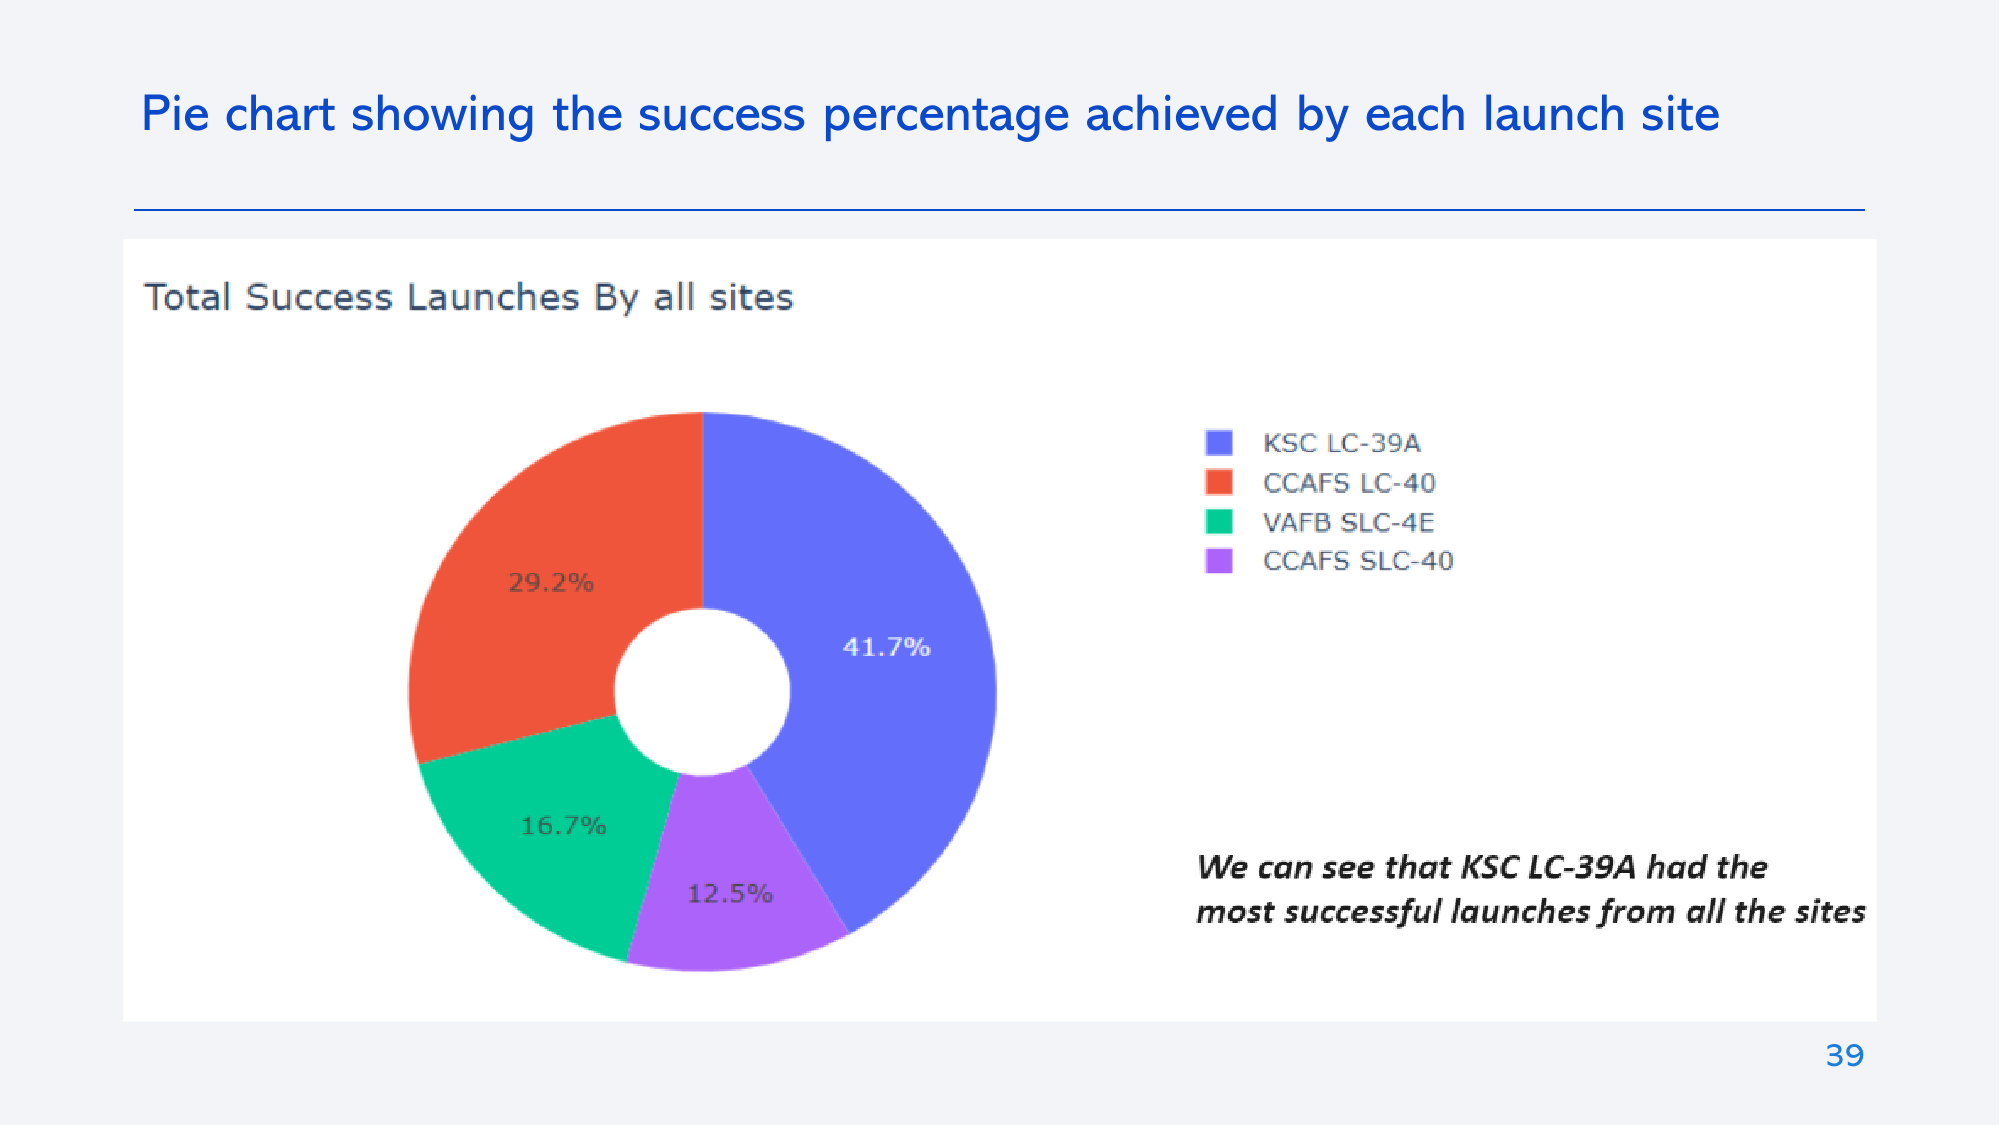 Pie chart showing the success percentage achieved by each launch site
Total Success Launches By all sites
KSC LC-39A
CCAFS LC-40
VAFB SLC-4E
CCAFS SLC-40
29.2%
41.7%
16.7%
12.5%
We can see that KSC LC-39A had the
most successful launches from all the sites
39